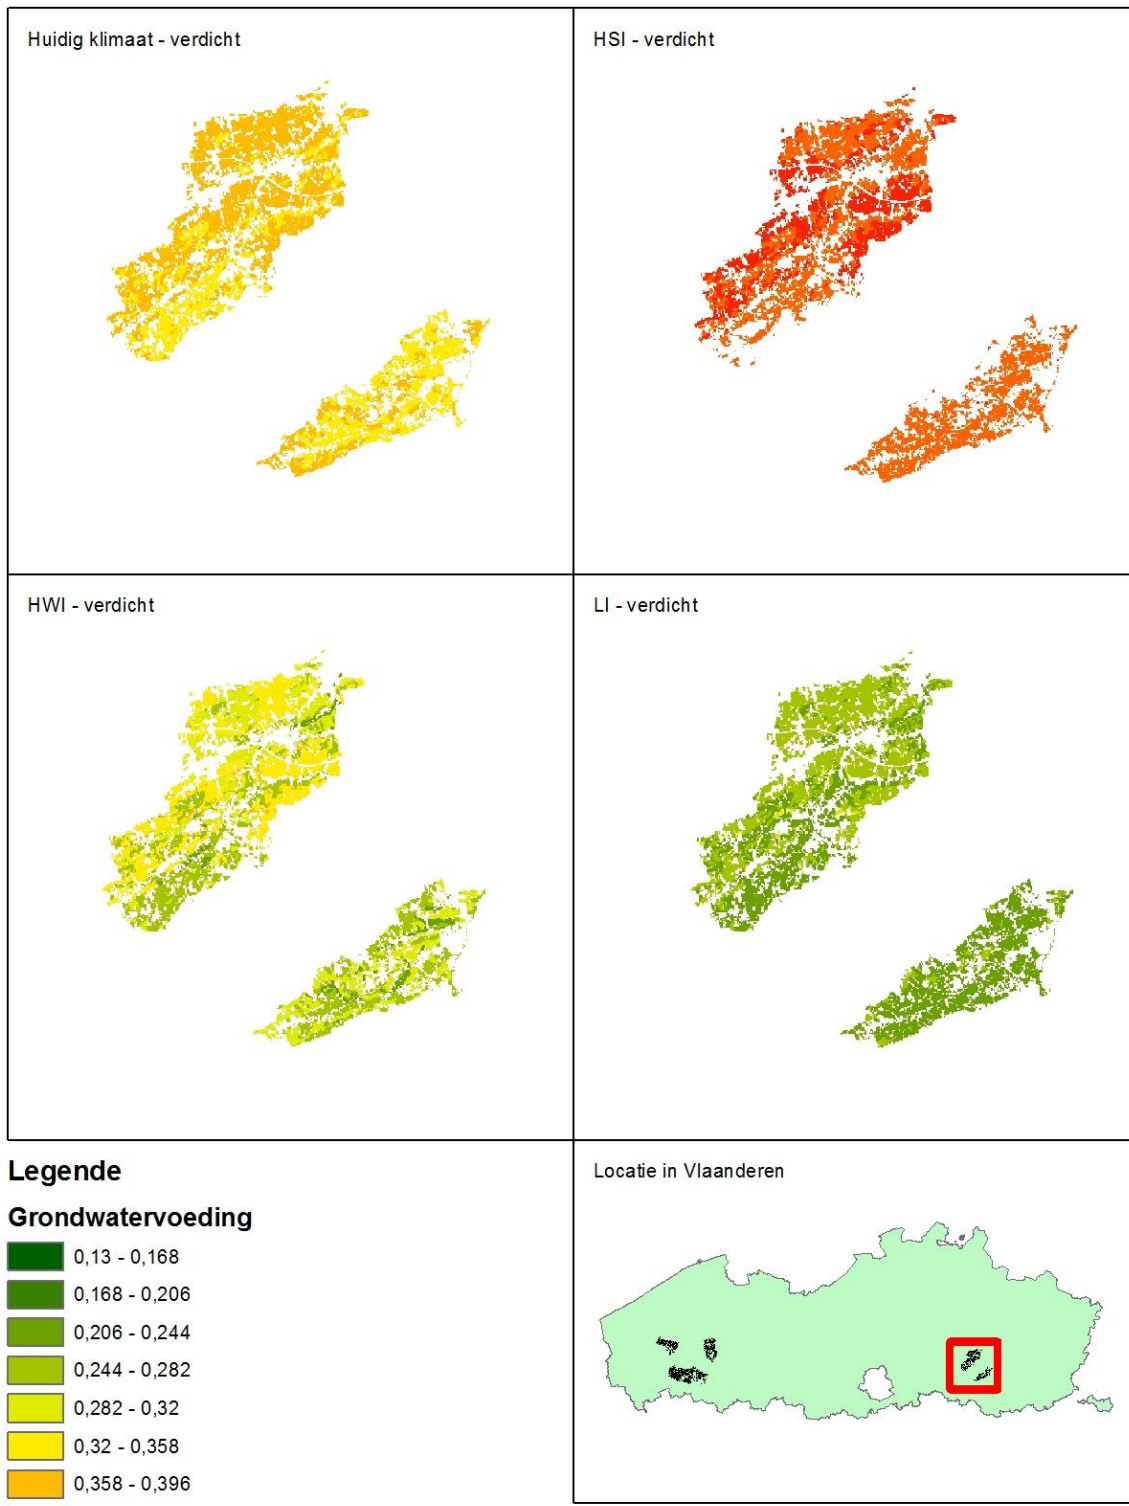 Huidig klimaat - verdicht
HSI - verdicht
HWI - verdicht
LI - verdicht
Legende
Grondwatervoeding
0,13 - 0,168
0,168 - 0,206
0,206 - 0,244
0,244 - 0,282
0,282 - 0,32
0,32 - 0,358
0,358 - 0,396
Locatie in Vlaanderen